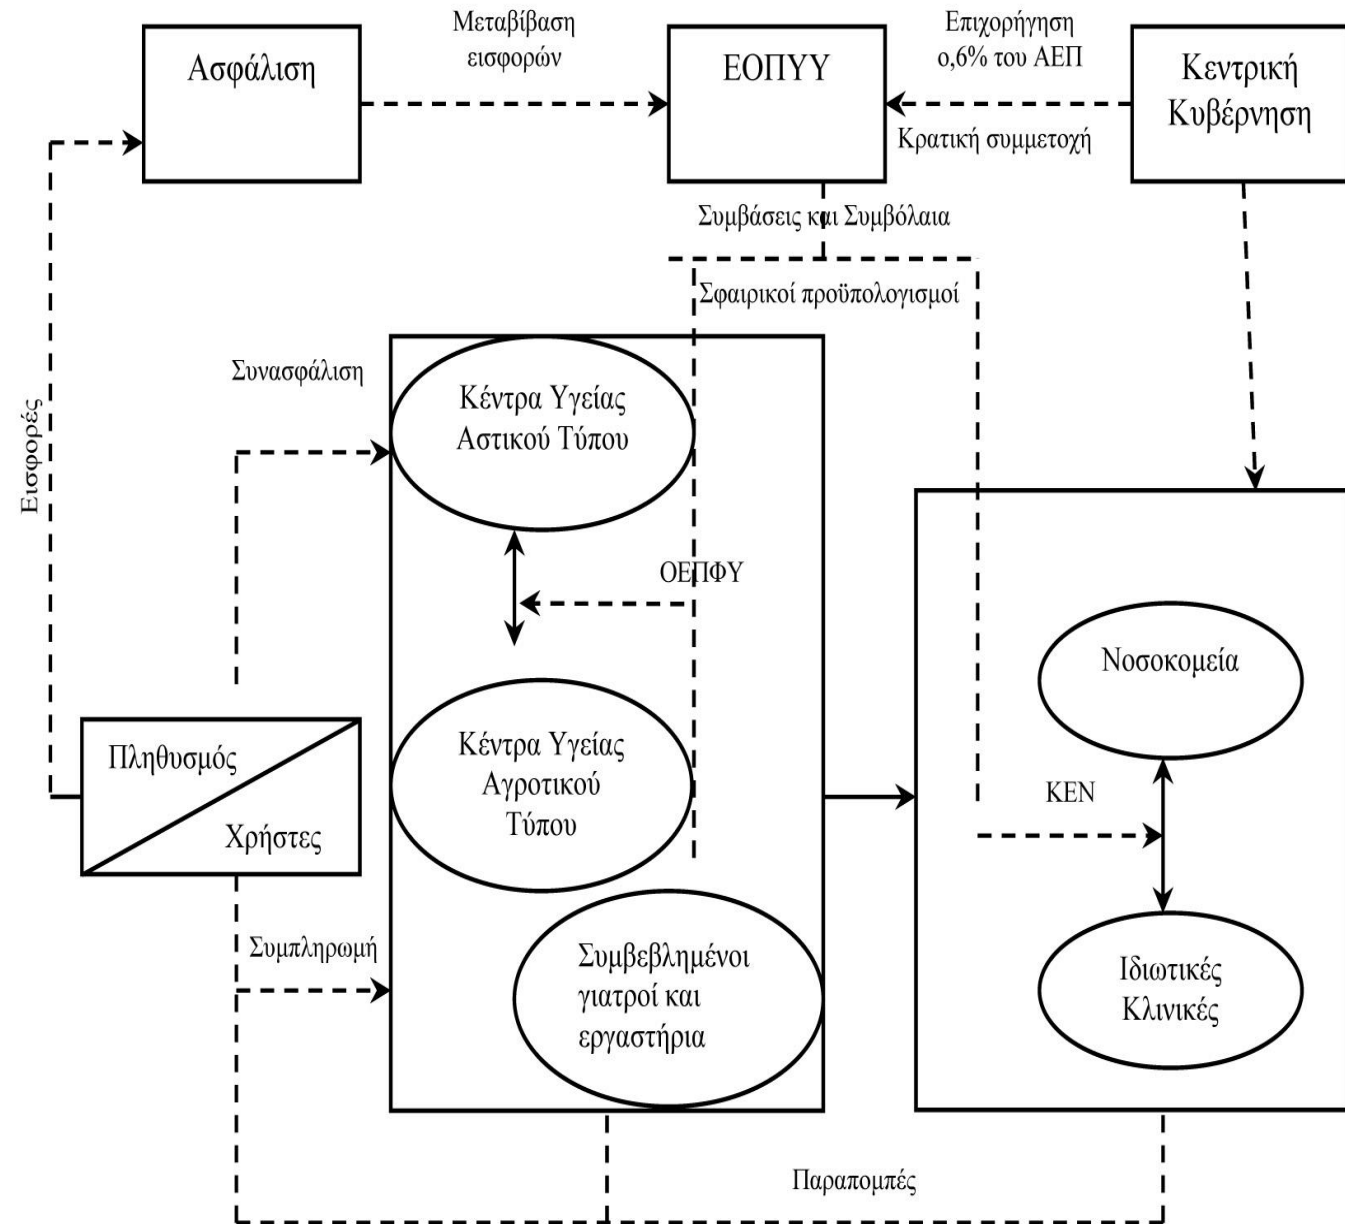 Μεταβίβαση
εισφορών
Επιχορήγηση
0,6% του ΑΕΠ
Ασφάλιση
ΕΟΠΥΥ
Κεντρική
Κυβέρνηση
Κρατική συμμετοχή
Συμβάσεις και Συμβόλαια
Σφαιρικοί προϋπολογισμοί
Συνασφάλιση
Εισφορές
Κέντρα Υγείας
Αστικού Τύπου
ΟΕΠΦΥ
Νοσοκομεία
Πληθυσμός
Χρήστες
Κέντρα Υγείας
Αγροτικού
Τύπου
ΚΕΝ
Συμπληρωμή
Συμβεβλημένοι
γιατροί και
εργαστήρια
Ιδιωτικές
Κλινικές
Παραπομπές